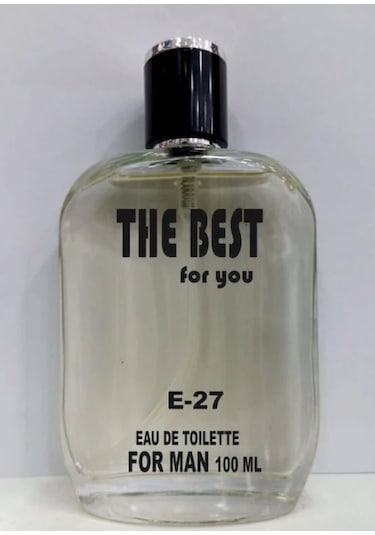 THE BEST
for you
E-27
EAU DE TOILETTE
FOR MAN 100 ML